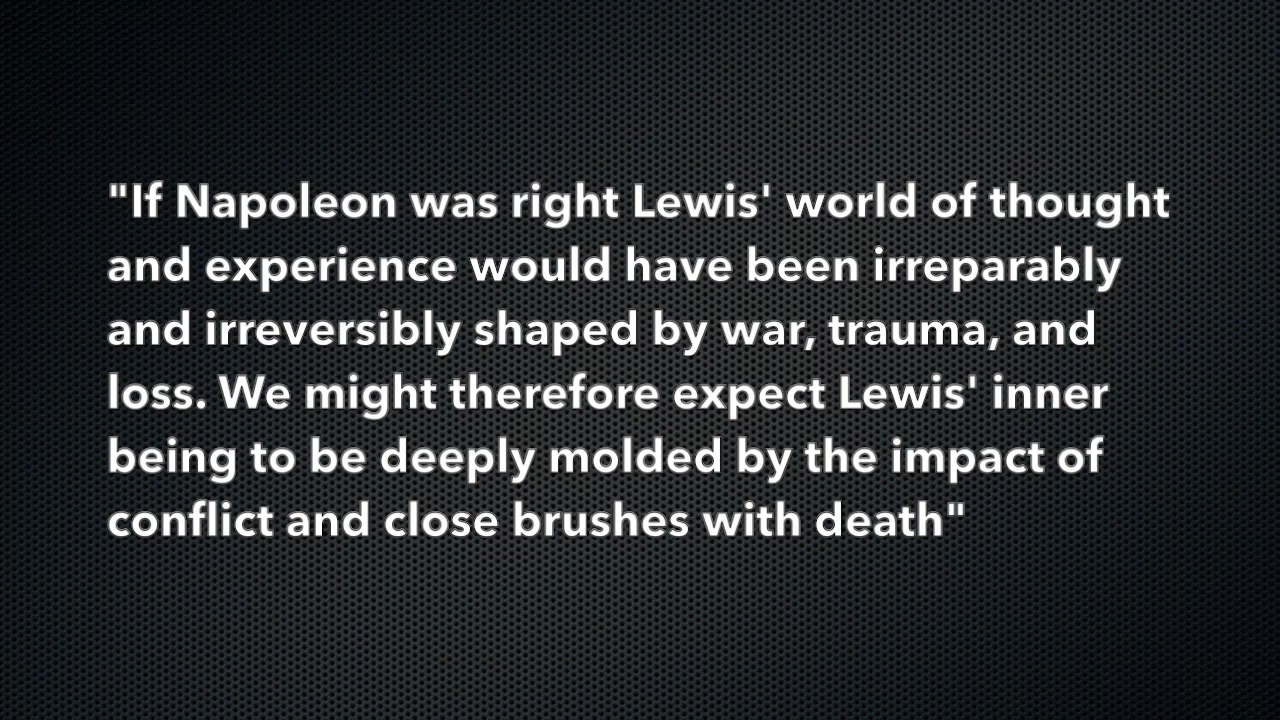 "If Napoleon was right Lewis' world of thought
and experience would have been irreparably
and irreversibly shaped by war, trauma, and
loss. We might therefore expect Lewis' inner
being to be deeply molded by the impact of
conflict and close brushes with death"